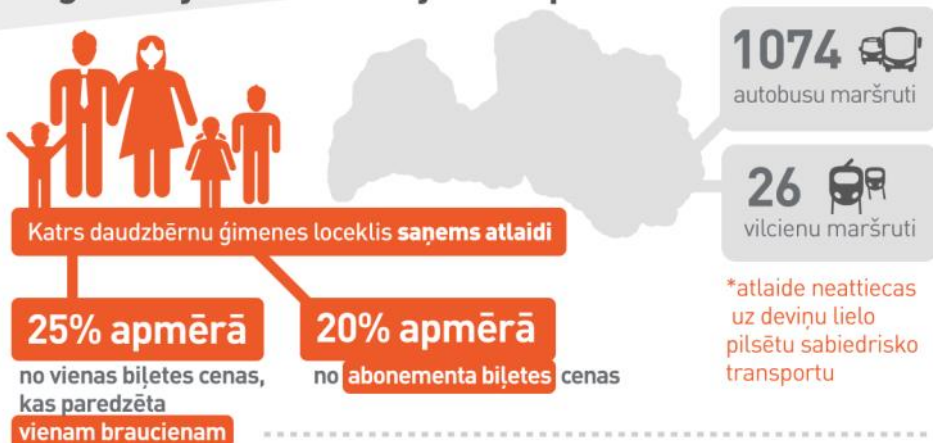 1074
autobusu maršruti
26
vilcienu maršruti
Katrs daudzbērnu ģimenes loceklis saņems atlaidi
25% apmērā
no vienas biļetes cenas,
kas paredzēta
vienam braucienam
20% apmērā
no abonementa biļetes cenas
*atlaide neattiecas
uz deviņu lielo
pilsētu sabiedrisko
transportu